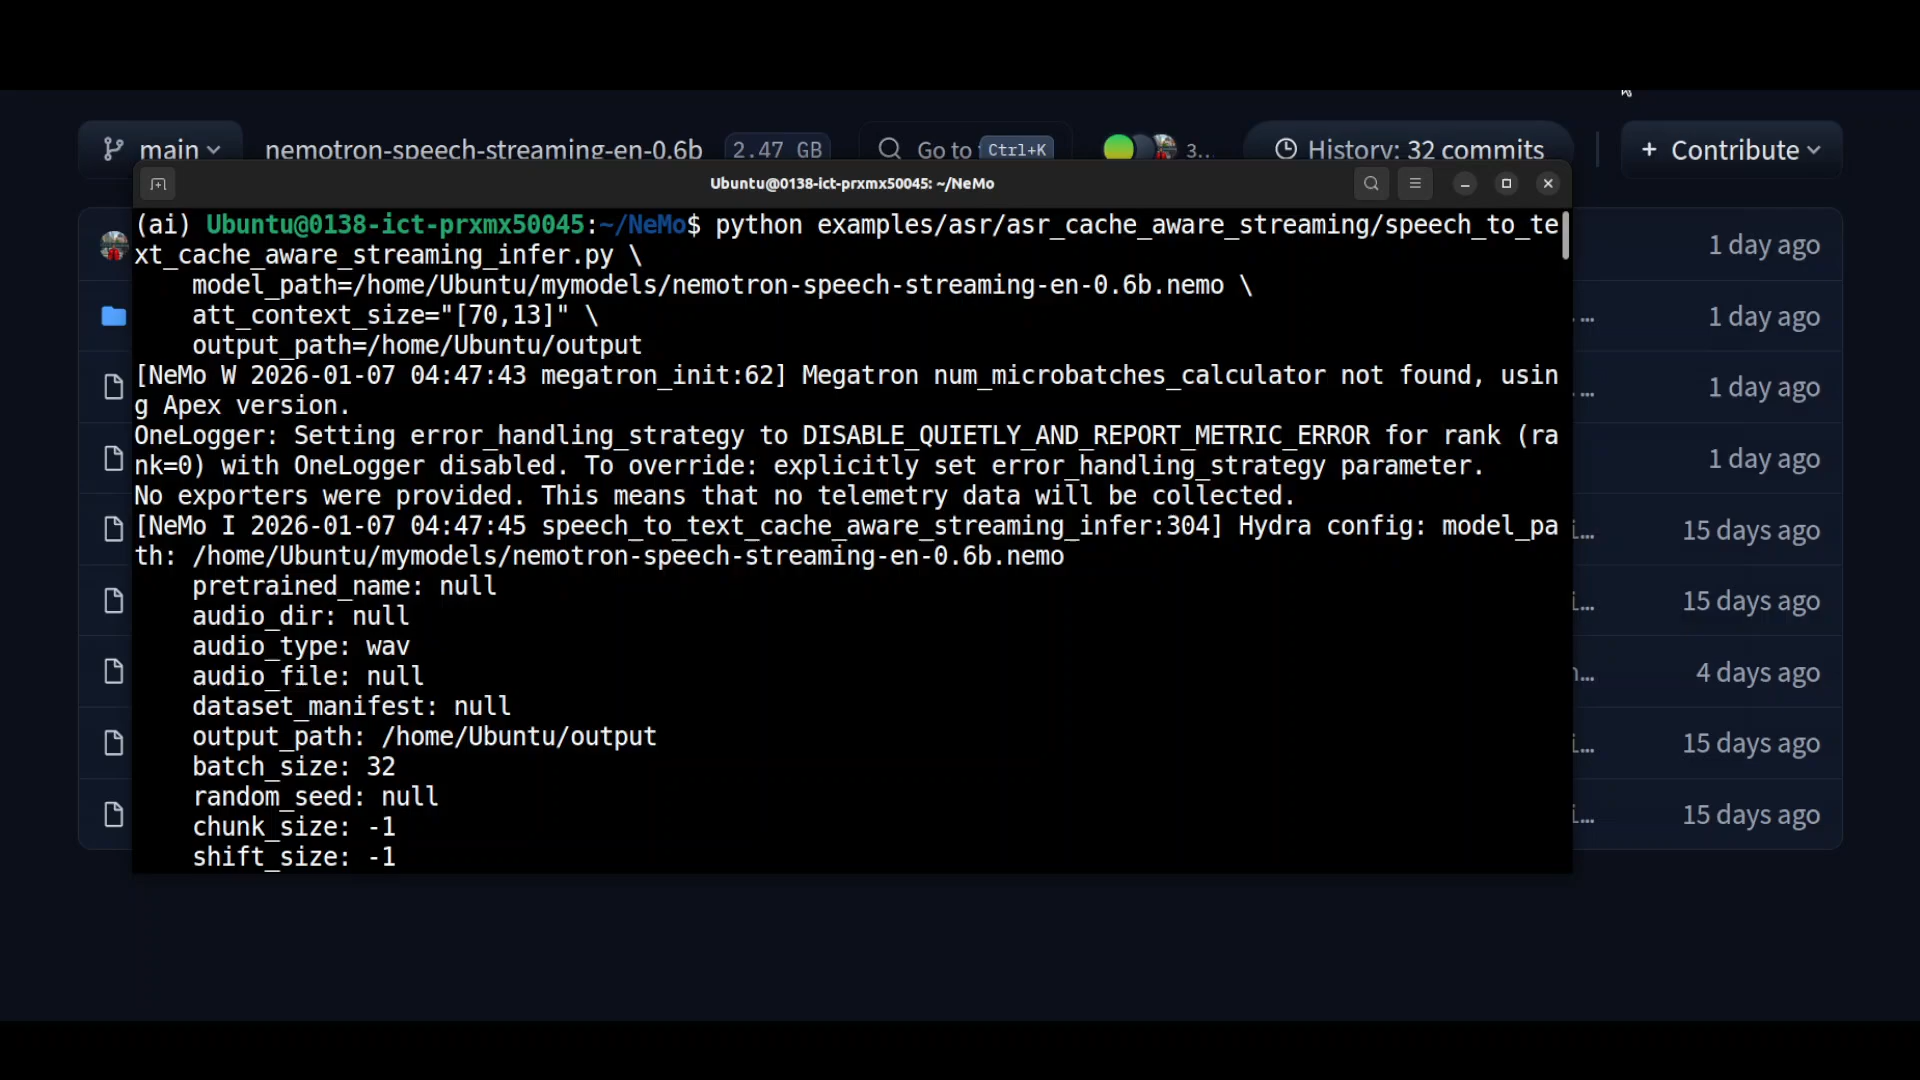 main
nemotron-speech-streaming-en-0.6b
2.47 GB
Go to
Ctrl+K
3..
History: 32 commits
+ Contribute
Ubuntu@0138-ict-prxmx50045: ~/NeMo
(ai) Ubuntu@0138-ict-prxmx50045:~/NeMo$ python examples/asr/asr_cache_aware_streaming/speech_to_te
xt_cache_aware_streaming_infer.py \
model_path=/home/Ubuntu/mymodels/nemotron-speech-streaming-en-0.6b.nemo \
att_context_size="[70,13]" \
output_path=/home/Ubuntu/output
[NeMo W 2026-01-07 04:47:43 megatron_init:62] Megatron num_microbatches_calculator not found, usin
g Apex version.
OneLogger: Setting error_handling_strategy to DISABLE_QUIETLY_AND_REPORT_METRIC_ERROR for rank (ra
nk=0) with OneLogger disabled. To override: explicitly set error_handling_strategy parameter.
No exporters were provided. This means that no telemetry data will be collected.
[NeMo I 2026-01-07 04:47:45 speech_to_text_cache_aware_streaming_infer:304] Hydra config: model_pa
th: /home/Ubuntu/mymodels/nemotron-speech-streaming-en-0.6b.nemo
pretrained_name: null
audio_dir: null
audio_type: wav
audio_file: null
dataset_manifest: null
output_path: /home/Ubuntu/output
batch_size: 32
random_seed: null
chunk_size: -1
shift_size: -1
1 day ago
1 day ago
1 day ago
1 day ago
15 days ago
15 days ago
4 days ago
15 days ago
15 days ago